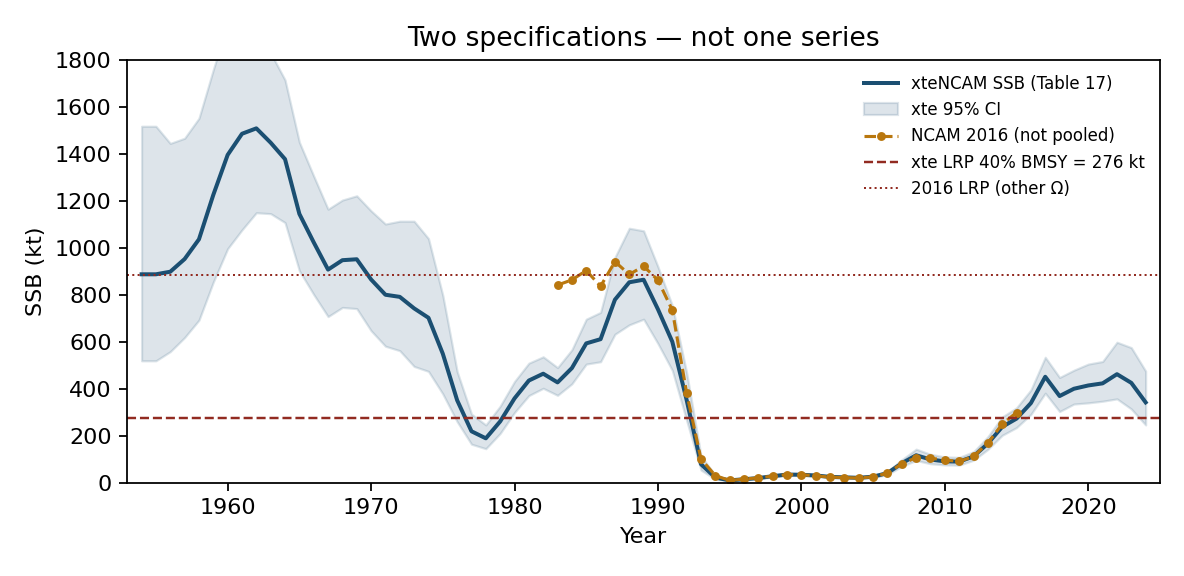 Two specifications — not one series
SSB (kt)
1800
1600
1400
1200
1000
800
600
400
200
0
xteNCAM SSB (Table 17)
xte 95% CI
NCAM 2016 (not pooled)
xte LRP 40% BMSY = 276 kt
2016 LRP (other Ω)
1960 1970 1980 1990 2000 2010 2020
Year